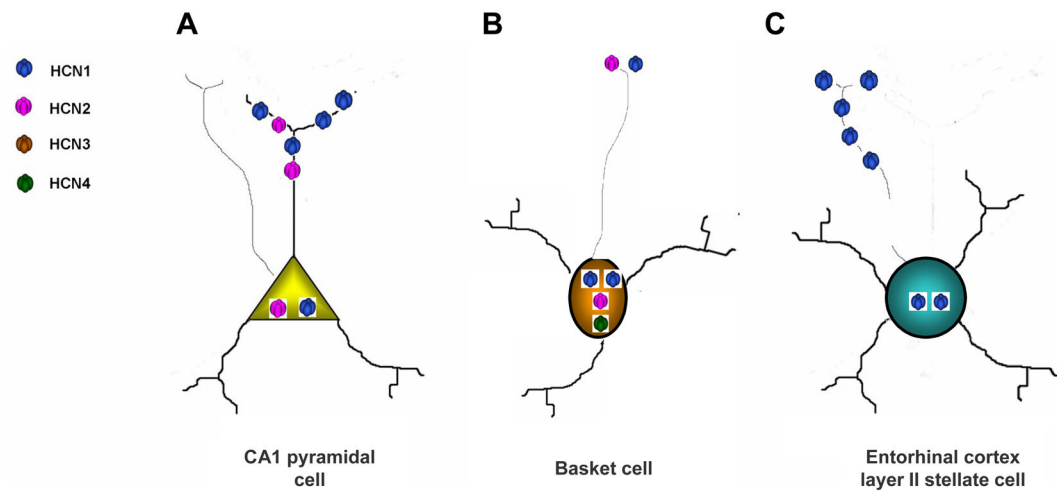 A
B
C
HCN1
HCN2
HCN3
HCN4
CA1 pyramidal
cell
Basket cell
Entorhinal cortex
layer II stellate cell